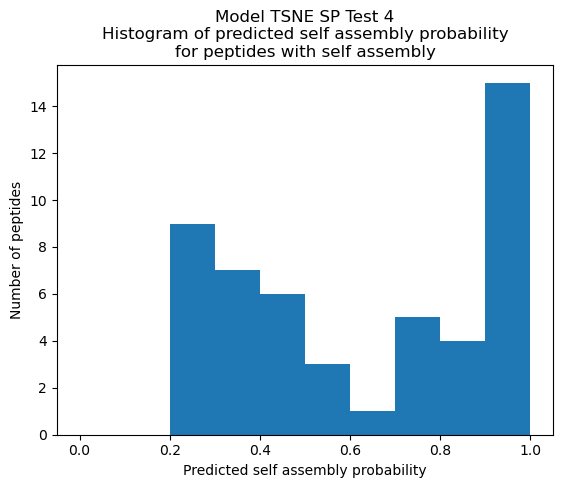 Model TSNE SP Test 4
Histogram of predicted self assembly probability
for peptides with self assembly
Number of peptides
14
12
10
8
6
4
2
0
0.0 0.2 0.4 0.6 0.8 1.0
Predicted self assembly probability